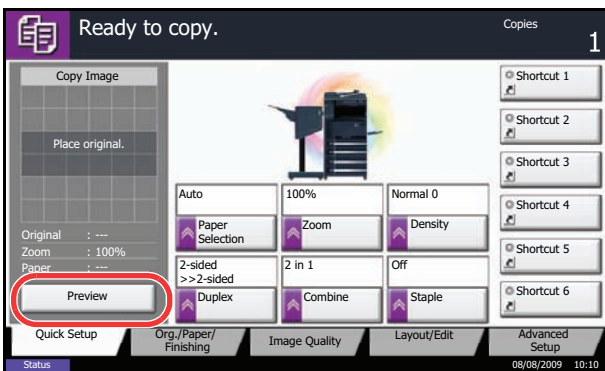 Ready to copy.
Copies
1
Copy Image
Place original.
Original : ---
Zoom : 100%
Paper : ---
Preview
Auto
Paper
Selection
100%
Zoom
Normal 0
Density
2-sided
>>2-sided
Duplex
2 in 1
Combine
Off
Staple
Shortcut 1
Shortcut 2
Shortcut 3
Shortcut 4
Shortcut 5
Shortcut 6
Quick Setup
Org./Paper/
Finishing
Image Quality
Layout/Edit
Advanced
Setup
Status
08/08/2009 10:10